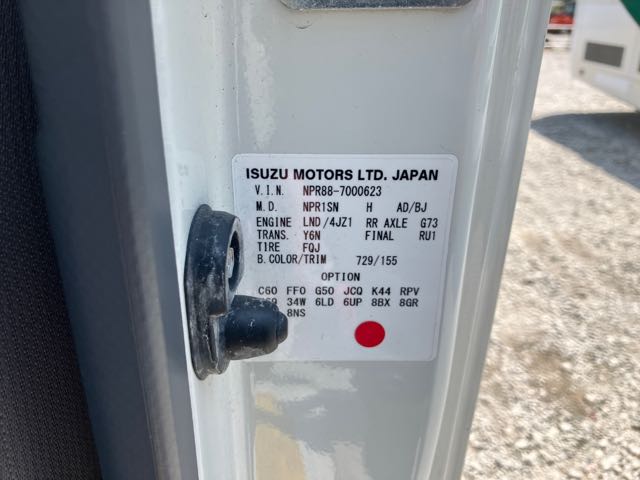 ISUZU MOTORS LTD. JAPAN
V.I.N. NPR88-7000623
M.D. NPR1SN H AD/BJ
ENGINE LND/4JZ1 RR AXLE G73
TRANS. Y6N FINAL RU1
TIRE FQJ
B.COLOR/TRIM 729/155
OPTION
C60 FF0 G50 JCQ K44 RPV
34W 6LD 6UP 8BX 8GR
8NS